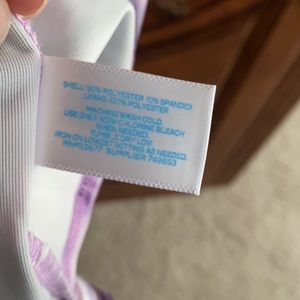 SHELL: 90% POLYESTER 10% SPANDEX
LINING: 100% POLYESTER
MACHINE WASH COLD.
USE ONLY NON-CHLORINE BLEACH
WHEN NEEDED.
TUMBLE DRY LOW.
IRON ON LOWEST SETTING AS NEEDED.
SUPPLIER